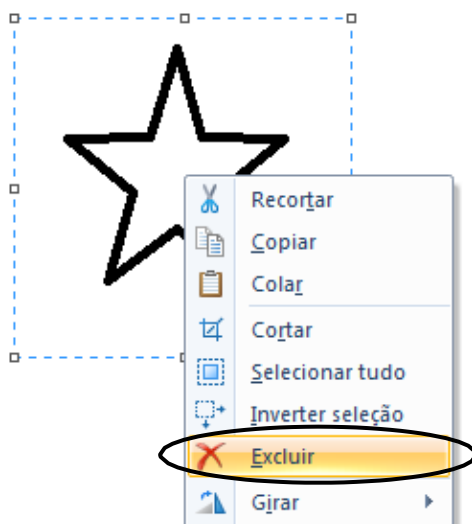 Recortar
Copiar
Colar
Cortar
Selecionar tudo
Inverter seleção
Excluir
Girar